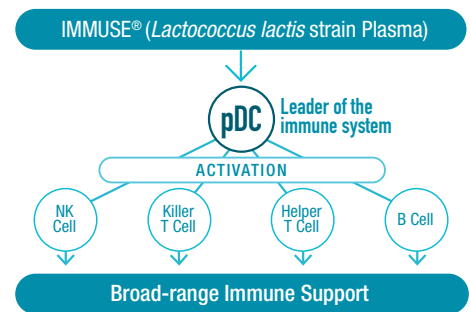 IMMUSE® (Lactococcus lactis strain Plasma)
pDC
Leader of the
immune system
ACTIVATION
NK
Cell
Killer
T Cell
Helper
T Cell
B Cell
Broad-range Immune Support